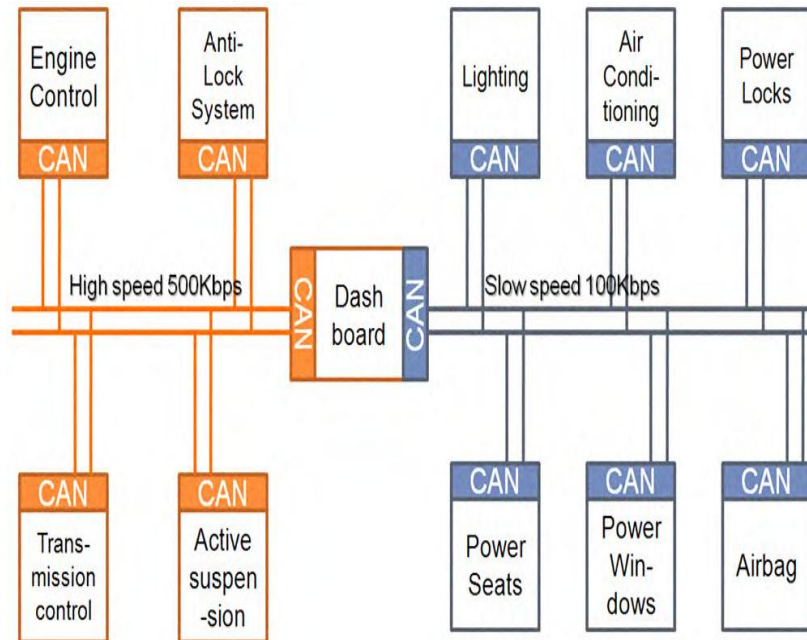 Engine
Control
CAN
Anti-
Lock
System
CAN
Lighting
CAN
Air
Condi-
tioning
CAN
Power
Locks
CAN
High speed 500Kbps
CAN
Dash
board
CAN
Slow speed 100Kbps
CAN
Trans-
mission
control
CAN
Active
suspen
-sion
CAN
Power
Seats
CAN
Power
Win-
dows
CAN
Airbag